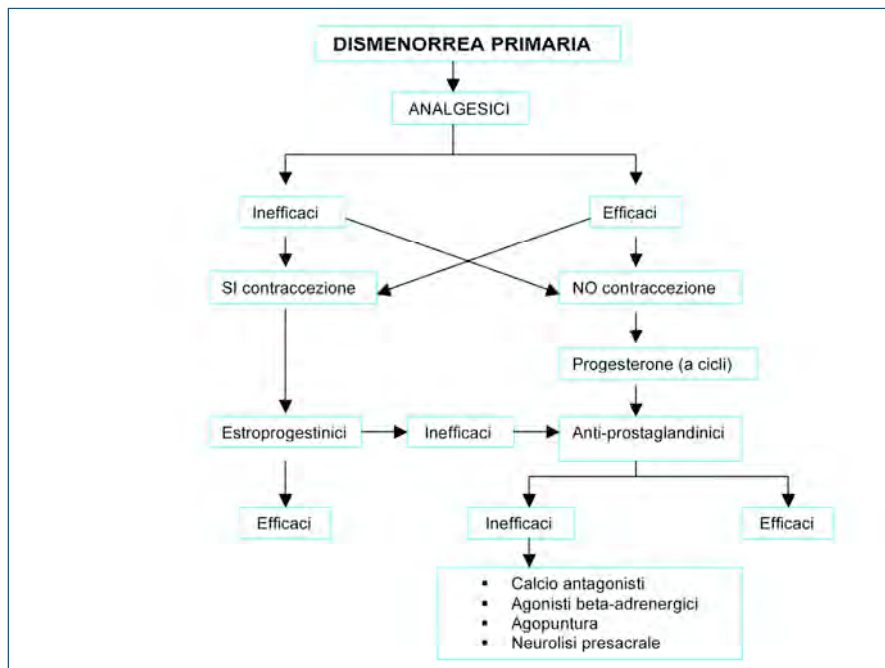 DISMENORREA PRIMARIA
ANALGESICI
Inefficaci
Efficaci
SI contraccezione
NO contraccezione
Progesterone (a cicli)
Estroprogestinici
Inefficaci
Anti-prostaglandinici
Efficaci
Inefficaci
Efficaci
▪ Calcio antagonisti
▪ Agonisti beta-adrenergici
▪ Agopuntura
▪ Neurolisi presacrale